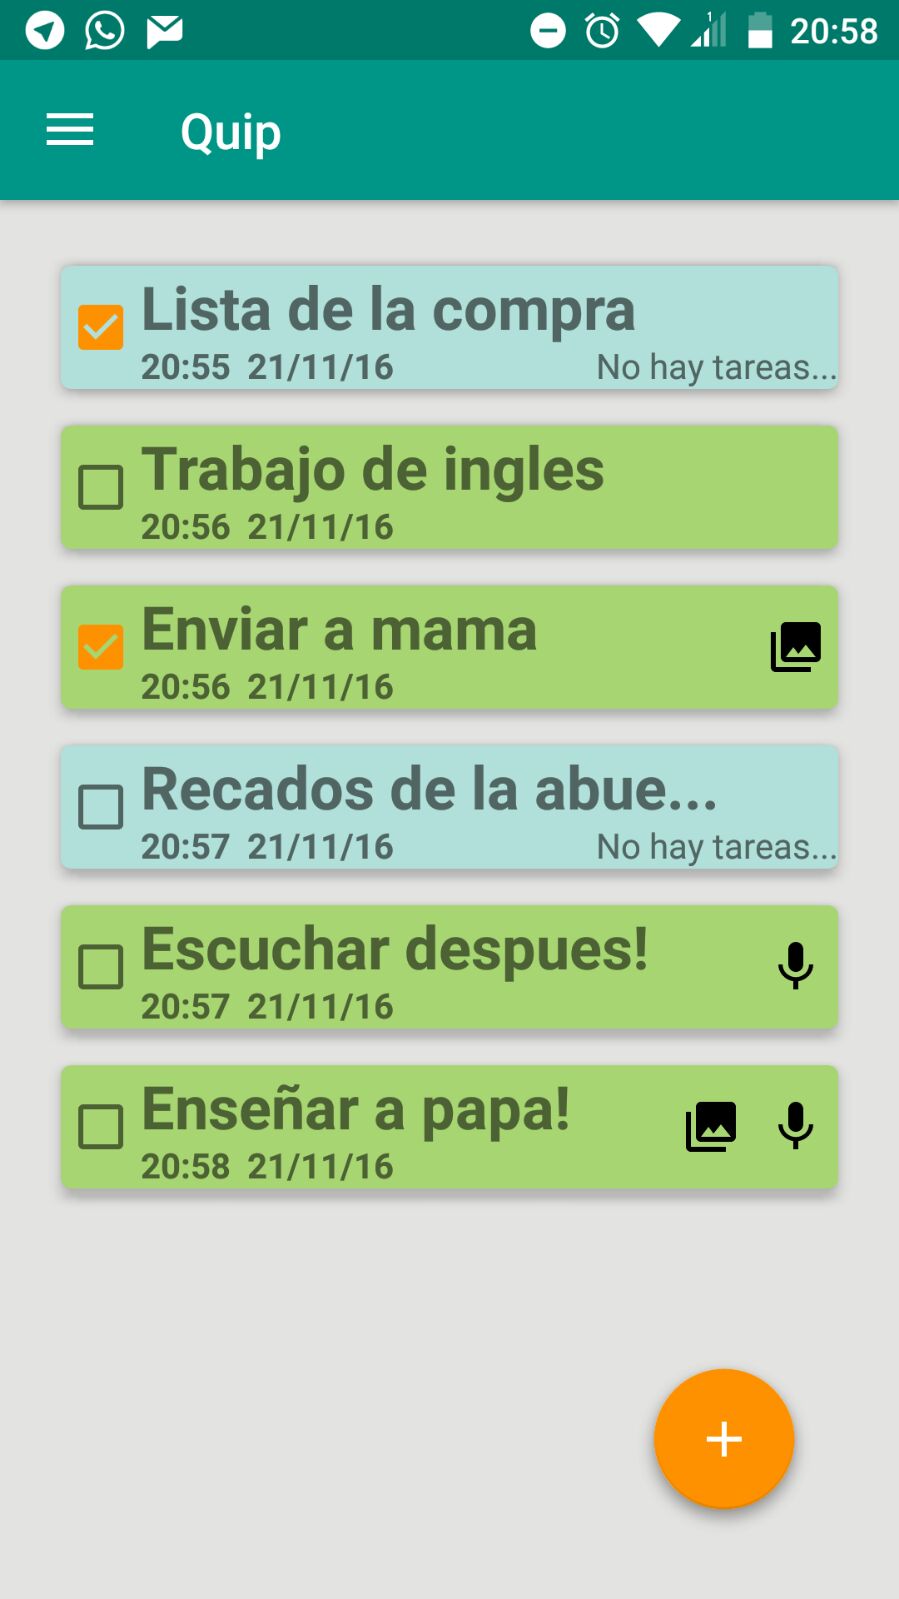 20:58
Quip
Lista de la compra
20:55 21/11/16 No hay tareas...
Trabajo de ingles
20:56 21/11/16
Enviar a mama
20:56 21/11/16
Recados de la abue...
20:57 21/11/16 No hay tareas...
Escuchar despues!
20:57 21/11/16
Enseñar a papa!
20:58 21/11/16